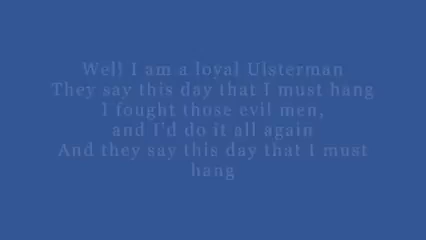 Well I am a loyal Ulsterman
They say this day that I must hang
I fought those evil men,
and I'd do it all again
And they say this day that I must
hang